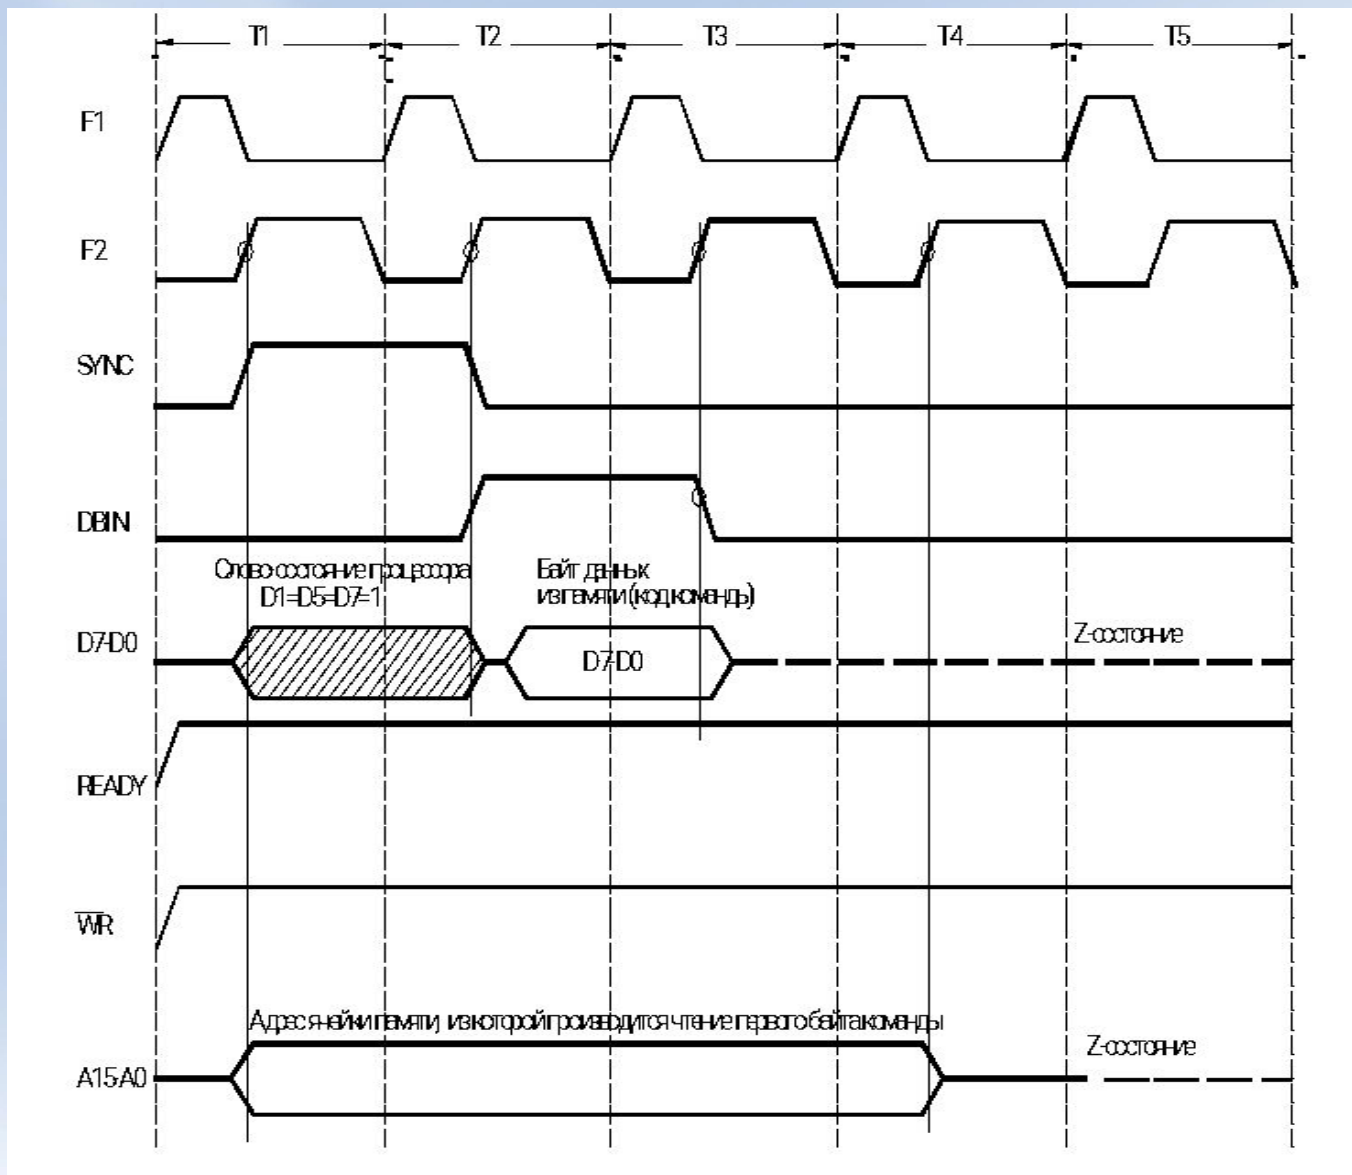 T1 T2 T3 T4 T5
F1
F2
SYNC
DBIN
Слово-состояние процессора
D1=D5=D7=1
Байт данных
из памяти (код команды)
D7-D0
D7-D0
Z-состояние
READY
WR
Адрес ячейки памяти, из которой производится чтение первого байта команды
Z-состояние
A15-A0